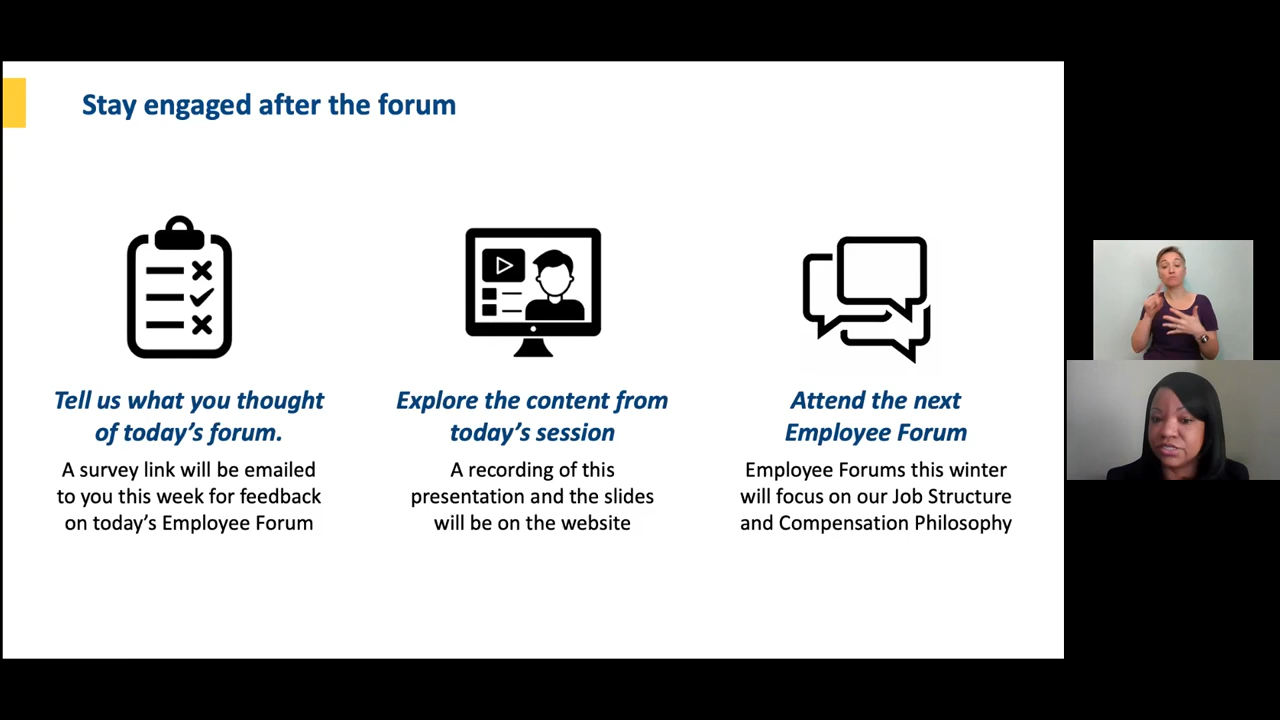 Stay engaged after the forum
Tell us what you thought
of today's forum.
A survey link will be emailed
to you this week for feedback
on today's Employee Forum
Explore the content from
today's session
A recording of this
presentation and the slides
will be on the website
Attend the next
Employee Forum
Employee Forums this winter
will focus on our Job Structure
and Compensation Philosophy